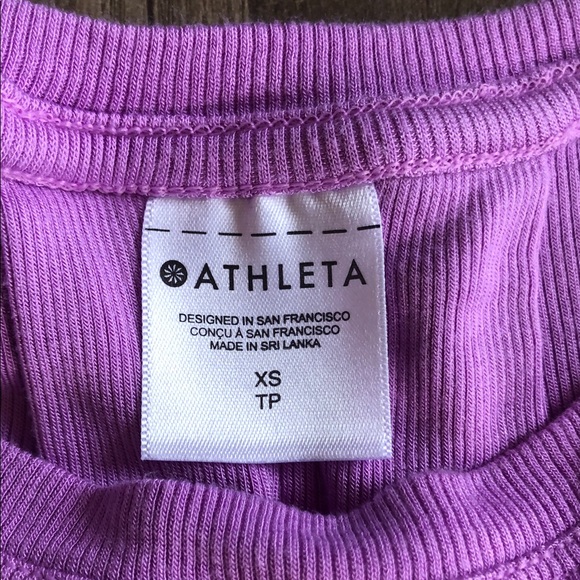 ATHLETA
DESIGNED IN SAN FRANCISCO
CONÇU À SAN FRANCISCO
MADE IN SRI LANKA
XS
TP